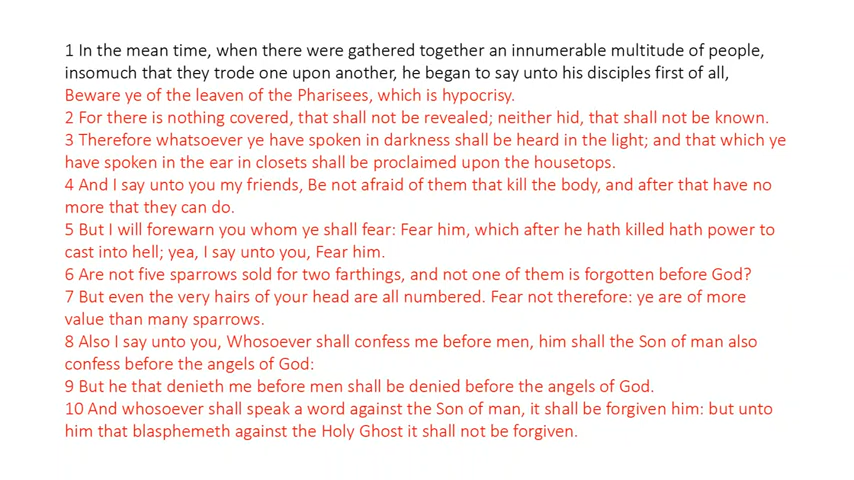 1 In the mean time, when there were gathered together an innumerable multitude of people,
insomuch that they trode one upon another, he began to say unto his disciples first of all,
Beware ye of the leaven of the Pharisees, which is hypocrisy.
2 For there is nothing covered, that shall not be revealed; neither hid, that shall not be known.
3 Therefore whatsoever ye have spoken in darkness shall be heard in the light; and that which ye
have spoken in the ear in closets shall be proclaimed upon the housetops.
4 And I say unto you my friends, Be not afraid of them that kill the body, and after that have no
more that they can do.
5 But I will forewarn you whom ye shall fear: Fear him, which after he hath killed hath power to
cast into hell; yea, I say unto you, Fear him.
6 Are not five sparrows sold for two farthings, and not one of them is forgotten before God?
7 But even the very hairs of your head are all numbered. Fear not therefore: ye are of more
value than many sparrows.
8 Also I say unto you, Whosoever shall confess me before men, him shall the Son of man also
confess before the angels of God:
9 But he that denieth me before men shall be denied before the angels of God.
10 And whosoever shall speak a word against the Son of man, it shall be forgiven him: but unto
him that blasphemeth against the Holy Ghost it shall not be forgiven.